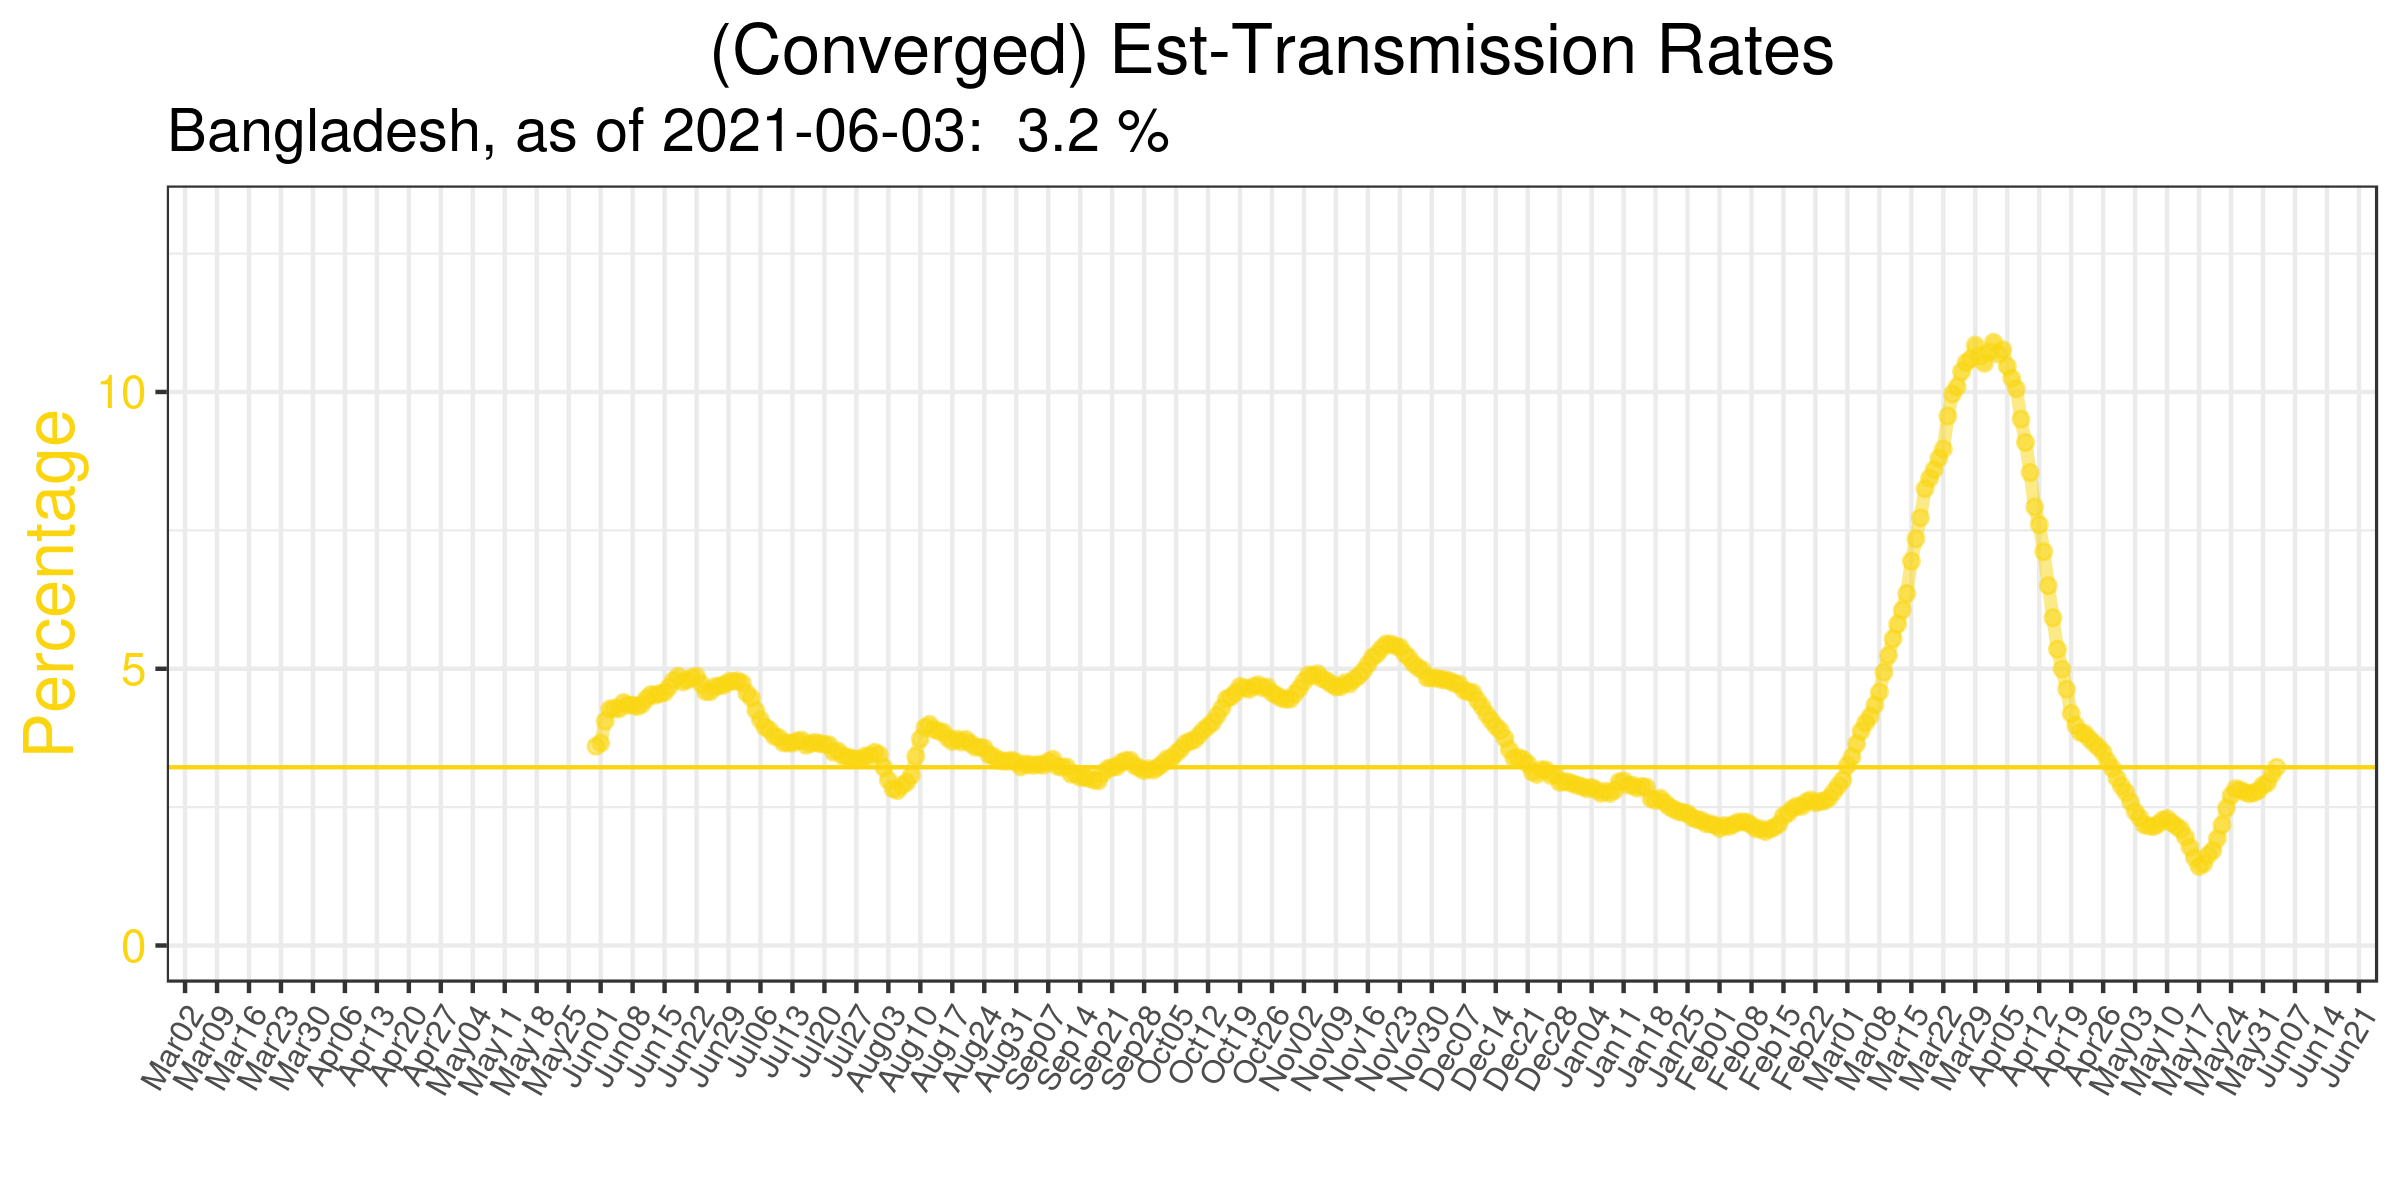 (Converged) Est-Transmission Rates
Bangladesh, as of 2021-06-03:  3.2 %
Percentage
10
5
0
Mar02
Mar09
Mar16
Mar23
Mar30
Apr06
Apr13
Apr20
Apr27
May04
May11
May18
May25
Jun01
Jun08
Jun15
Jun22
Jun29
Jul06
Jul13
Jul20
Jul27
Aug03
Aug10
Aug17
Aug24
Aug31
Sep07
Sep14
Sep21
Sep28
Oct05
Oct12
Oct19
Oct26
Nov02
Nov09
Nov16
Nov23
Nov30
Dec07
Dec14
Dec21
Dec28
Jan04
Jan11
Jan18
Jan25
Feb01
Feb08
Feb15
Feb22
Mar01
Mar08
Mar15
Mar22
Mar29
Apr05
Apr12
Apr19
Apr26
May03
May10
May17
May24
May31
Jun07
Jun14
Jun21